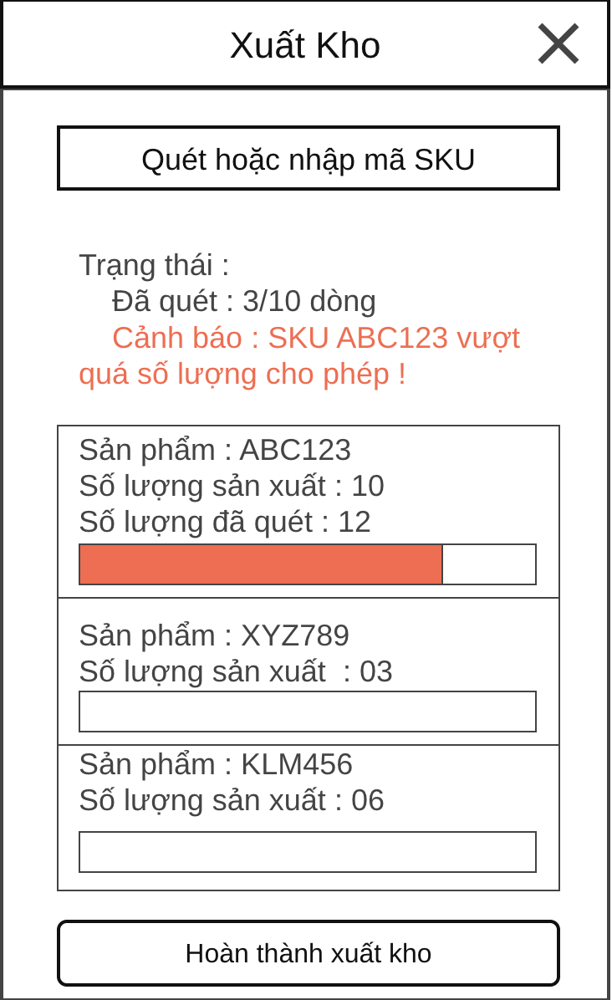 Xuất Kho
Quét hoặc nhập mã SKU
Trạng thái :
Đã quét : 3/10 dòng
Cảnh báo : SKU ABC123 vượt
quá số lượng cho phép !
Sản phẩm : ABC123
Số lượng sản xuất : 10
Số lượng đã quét : 12
Sản phẩm : XYZ789
Số lượng sản xuất  : 03
Sản phẩm : KLM456
Số lượng sản xuất : 06
Hoàn thành xuất kho